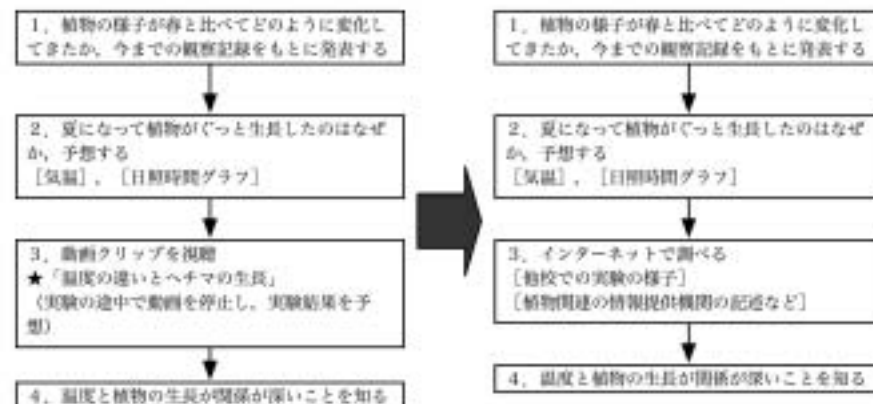 1．植物の様子が春と比べてどのように変化し
てきたか，今までの観察記録をもとに発表する
2．夏になって植物がぐっと生長したのはなぜ
か，予想する
［気温］，［日照時間グラフ］
3．動画クリップを視聴
★「温度の違いとヘチマの生長」
（実験の途中で動画を停止し，実験結果を予
想）
4．温度と植物の生長が関係が深いことを知る
1．植物の様子が春と比べてどのように変化し
てきたか，今までの観察記録をもとに発表する
2．夏になって植物がぐっと生長したのはなぜ
か，予想する
［気温］，［日照時間グラフ］
3．インターネットで調べる
［他校での実験の様子］
［植物関連の情報提供機関の記述など］
4．温度と植物の生長が関係が深いことを知る